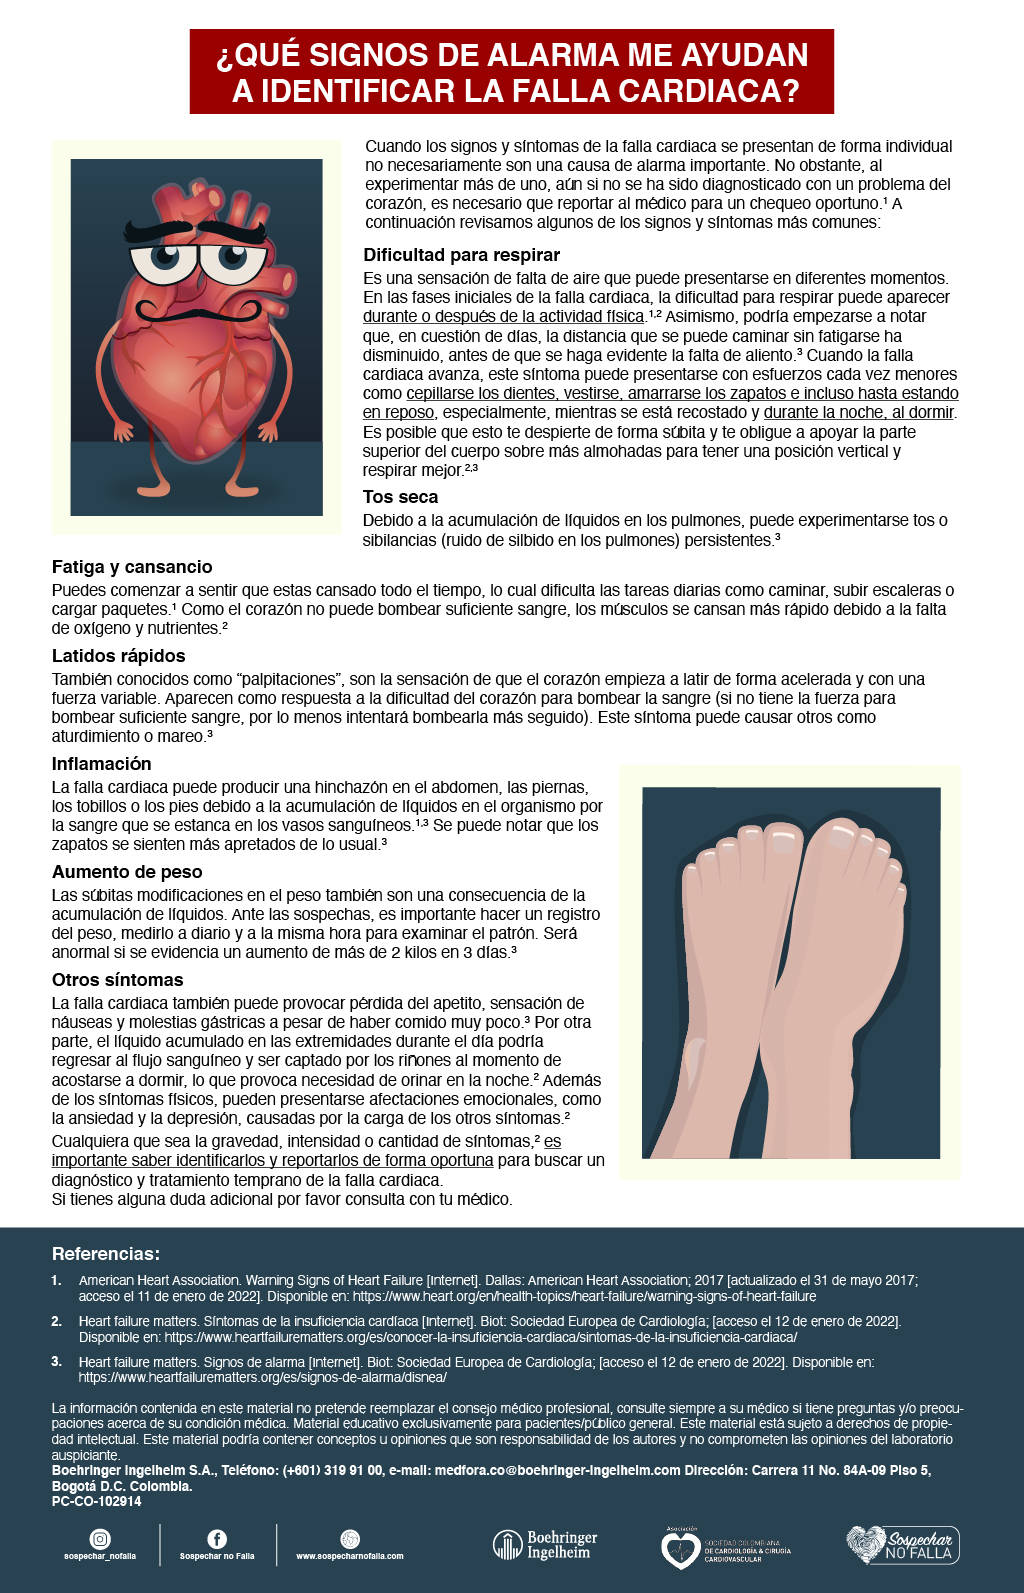 ¿QUÉ SIGNOS DE ALARMA ME AYUDAN
A IDENTIFICAR LA FALLA CARDIACA?
Cuando los signos y síntomas de la falla cardiaca se presentan de forma individual
no necesariamente son una causa de alarma importante. No obstante, al
experimentar más de uno, aún si no se ha sido diagnosticado con un problema del
corazón, es necesario que reportar al médico para un chequeo oportuno.¹ A
continuación revisamos algunos de los signos y síntomas más comunes:
Dificultad para respirar
Es una sensación de falta de aire que puede presentarse en diferentes momentos.
En las fases iniciales de la falla cardiaca, la dificultad para respirar puede aparecer
durante o después de la actividad física.¹,² Asimismo, podría empezarse a notar
que, en cuestión de días, la distancia que se puede caminar sin fatigarse ha
disminuido, antes de que se haga evidente la falta de aliento.³ Cuando la falla
cardiaca avanza, este síntoma puede presentarse con esfuerzos cada vez menores
como cepillarse los dientes, vestirse, amarrarse los zapatos e incluso hasta estando
en reposo, especialmente, mientras se está recostado y durante la noche, al dormir.
Es posible que esto te despierte de forma súbita y te obligue a apoyar la parte
superior del cuerpo sobre más almohadas para tener una posición vertical y
respirar mejor.²,³
Tos seca
Debido a la acumulación de líquidos en los pulmones, puede experimentarse tos o
sibilancias (ruido de silbido en los pulmones) persistentes.³
Fatiga y cansancio
Puedes comenzar a sentir que estas cansado todo el tiempo, lo cual dificulta las tareas diarias como caminar, subir escaleras o
cargar paquetes.¹ Como el corazón no puede bombear suficiente sangre, los músculos se cansan más rápido debido a la falta
de oxígeno y nutrientes.²
Latidos rápidos
También conocidos como “palpitaciones”, son la sensación de que el corazón empieza a latir de forma acelerada y con una
fuerza variable. Aparecen como respuesta a la dificultad del corazón para bombear la sangre (si no tiene la fuerza para
bombear suficiente sangre, por lo menos intentará bombearla más seguido). Este síntoma puede causar otros como
aturdimiento o mareo.³
Inflamación
La falla cardiaca puede producir una hinchazón en el abdomen, las piernas,
los tobillos o los pies debido a la acumulación de líquidos en el organismo por
la sangre que se estanca en los vasos sanguíneos.¹,³ Se puede notar que los
zapatos se sienten más apretados de lo usual.³
Aumento de peso
Las súbitas modificaciones en el peso también son una consecuencia de la
acumulación de líquidos. Ante las sospechas, es importante hacer un registro
del peso, medirlo a diario y a la misma hora para examinar el patrón. Será
anormal si se evidencia un aumento de más de 2 kilos en 3 días.³
Otros síntomas
La falla cardiaca también puede provocar pérdida del apetito, sensación de
náuseas y molestias gástricas a pesar de haber comido muy poco.³ Por otra
parte, el líquido acumulado en las extremidades durante el día podría
regresar al flujo sanguíneo y ser captado por los riñones al momento de
acostarse a dormir, lo que provoca necesidad de orinar en la noche.² Además
de los síntomas físicos, pueden presentarse afectaciones emocionales, como
la ansiedad y la depresión, causadas por la carga de los otros síntomas.²
Cualquiera que sea la gravedad, intensidad o cantidad de síntomas,² es
importante saber identificarlos y reportarlos de forma oportuna para buscar un
diagnóstico y tratamiento temprano de la falla cardiaca.
Si tienes alguna duda adicional por favor consulta con tu médico.
Referencias:
1. American Heart Association. Warning Signs of Heart Failure [Internet]. Dallas: American Heart Association; 2017 [actualizado el 31 de mayo 2017;
acceso el 11 de enero de 2022]. Disponible en: https://www.heart.org/en/health-topics/heart-failure/warning-signs-of-heart-failure
2. Heart failure matters. Síntomas de la insuficiencia cardíaca [Internet]. Biot: Sociedad Europea de Cardiología; [acceso el 12 de enero de 2022].
Disponible en: https://www.heartfailurematters.org/es/conocer-la-insuficiencia-cardiaca/sintomas-de-la-insuficiencia-cardiaca/
3. Heart failure matters. Signos de alarma [Internet]. Biot: Sociedad Europea de Cardiología; [acceso el 12 de enero de 2022]. Disponible en:
https://www.heartfailurematters.org/es/signos-de-alarma/disnea/
La información contenida en este material no pretende reemplazar el consejo médico profesional, consulte siempre a su médico si tiene preguntas y/o preocu-
paciones acerca de su condición médica. Material educativo exclusivamente para pacientes/público general. Este material está sujeto a derechos de propie-
dad intelectual. Este material podría contener conceptos u opiniones que son responsabilidad de los autores y no comprometen las opiniones del laboratorio
auspiciante.
Boehringer Ingelheim S.A., Teléfono: (+601) 319 91 00, e-mail: medfora.co@boehringer-ingelheim.com Dirección: Carrera 11 No. 84A-09 Piso 5,
Bogotá D.C. Colombia.
PC-CO-102914
sospechar_nofalla
Sospechar no Falla
www.sospecharnofalla.com
Boehringer
Ingelheim
Asociación
SOCIEDAD COLOMBIANA
DE CARDIOLOGÍA & CIRUGÍA
CARDIOVASCULAR
Sospechar
NO FALLA